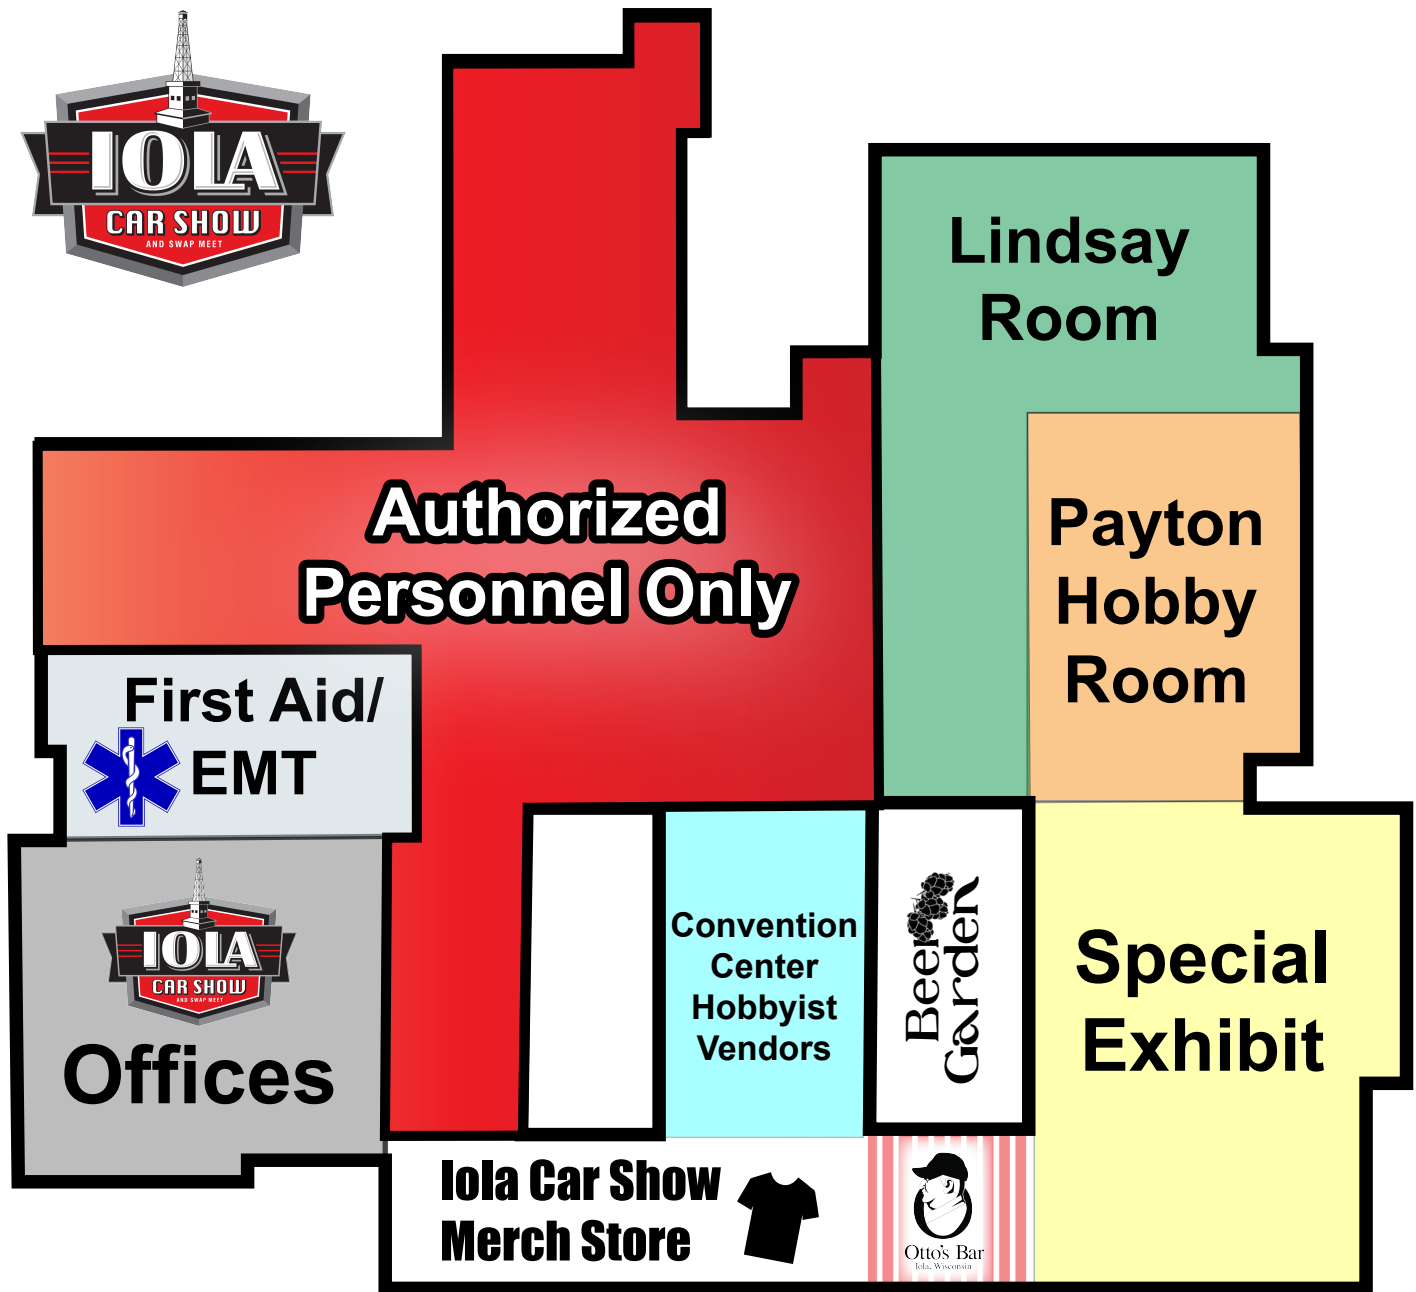 IOLA
CAR SHOW
AND SWAP MEET
Lindsay
Room
Authorized
Personnel Only
Payton
Hobby
Room
First Aid/
EMT
IOLA
CAR SHOW
AND SWAP MEET
Offices
Convention
Center
Hobbyist
Vendors
Beer
Garden
Special
Exhibit
Iola Car Show
Merch Store
Otto's Bar
Iola, Wisconsin